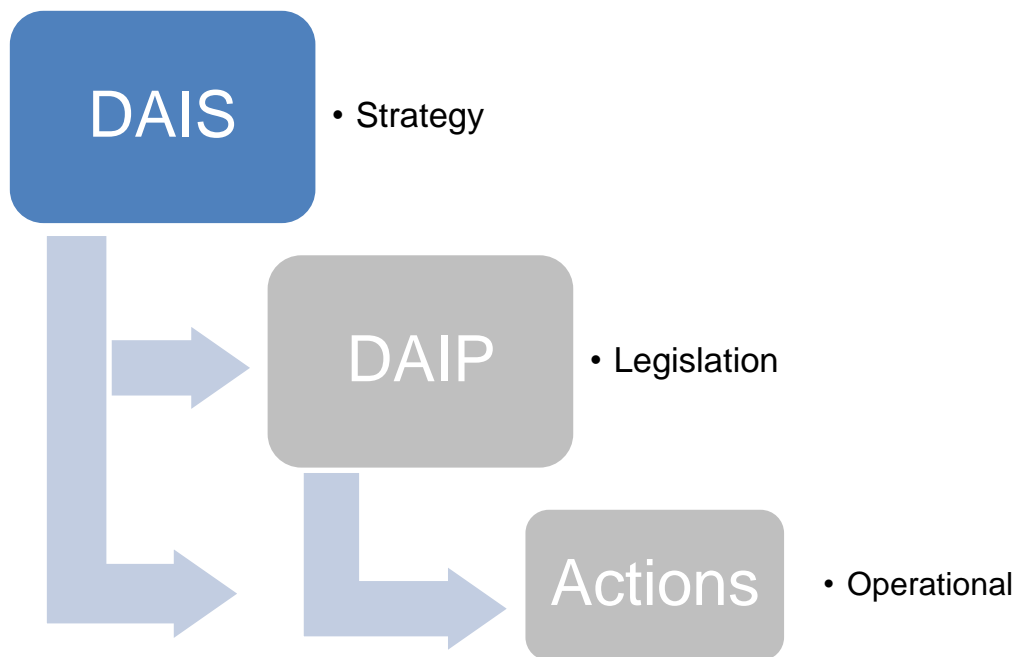 DAIS
• Strategy
DAIP
• Legislation
Actions
• Operational